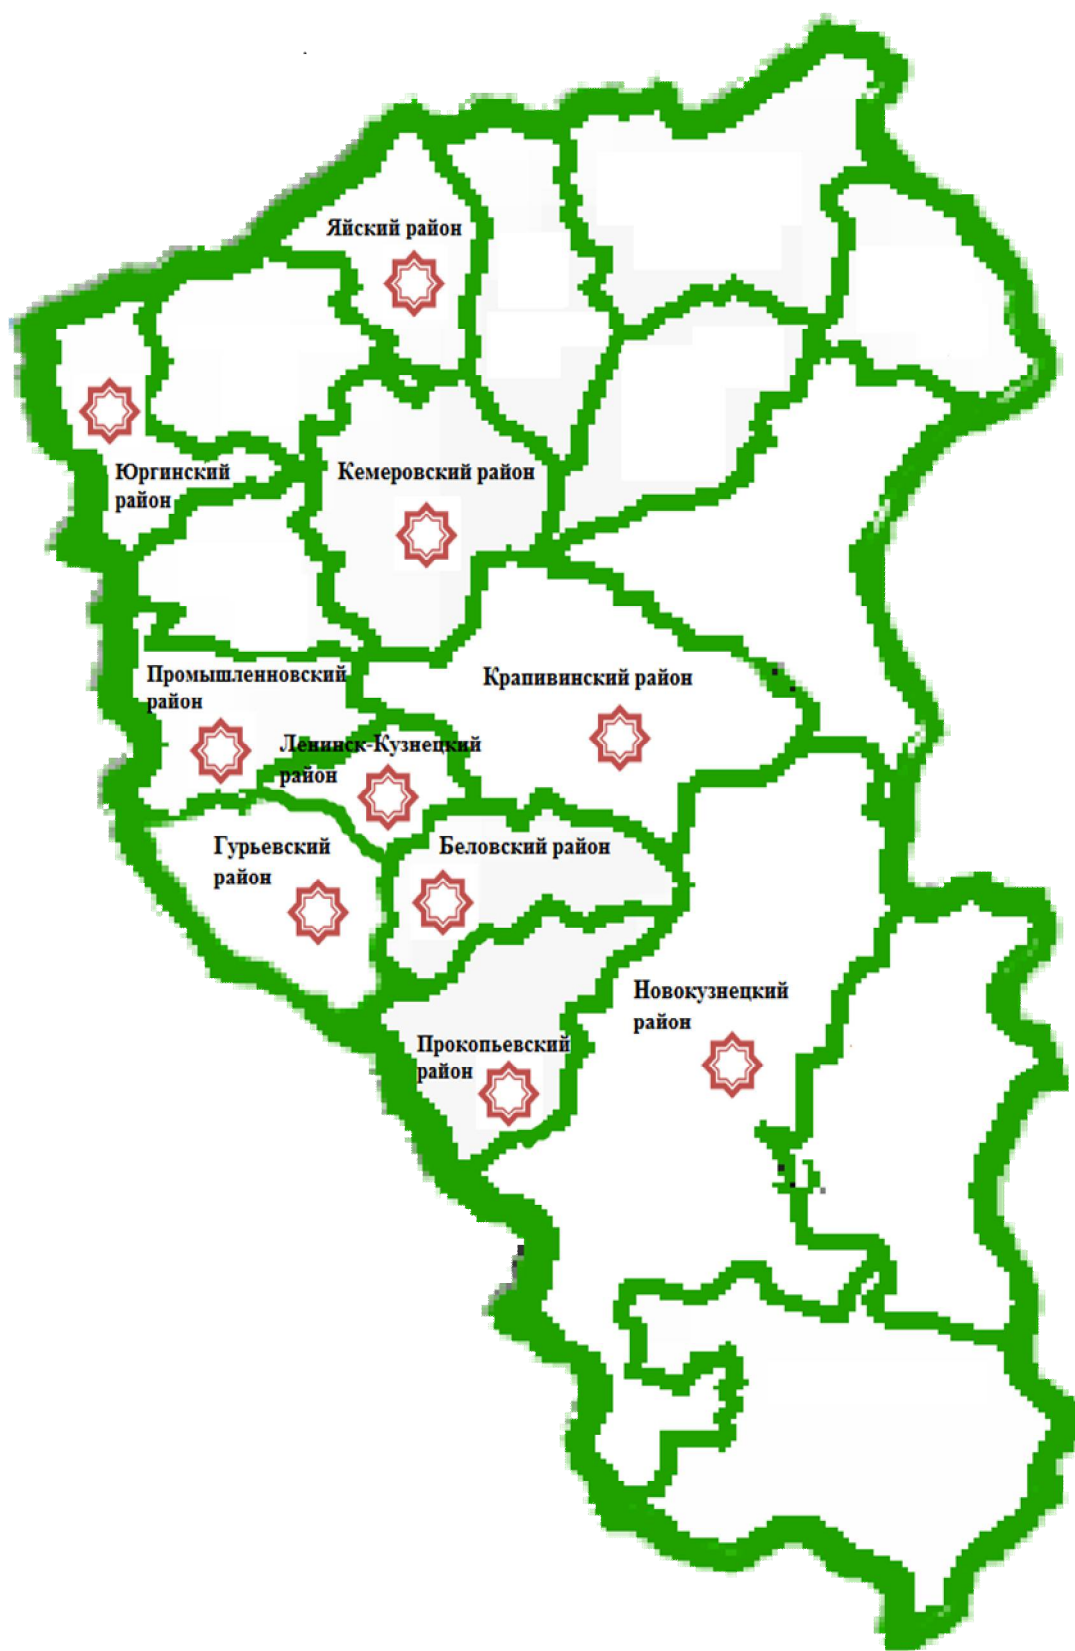 Яйский район
Юргинский
район
Кемеровский район
Промышленновский
район
Крапивинский район
Ленинск-Кузнецкий
район
Гурьевский
район
Беловский район
Новокузнецкий
район
Прокопьевский
район